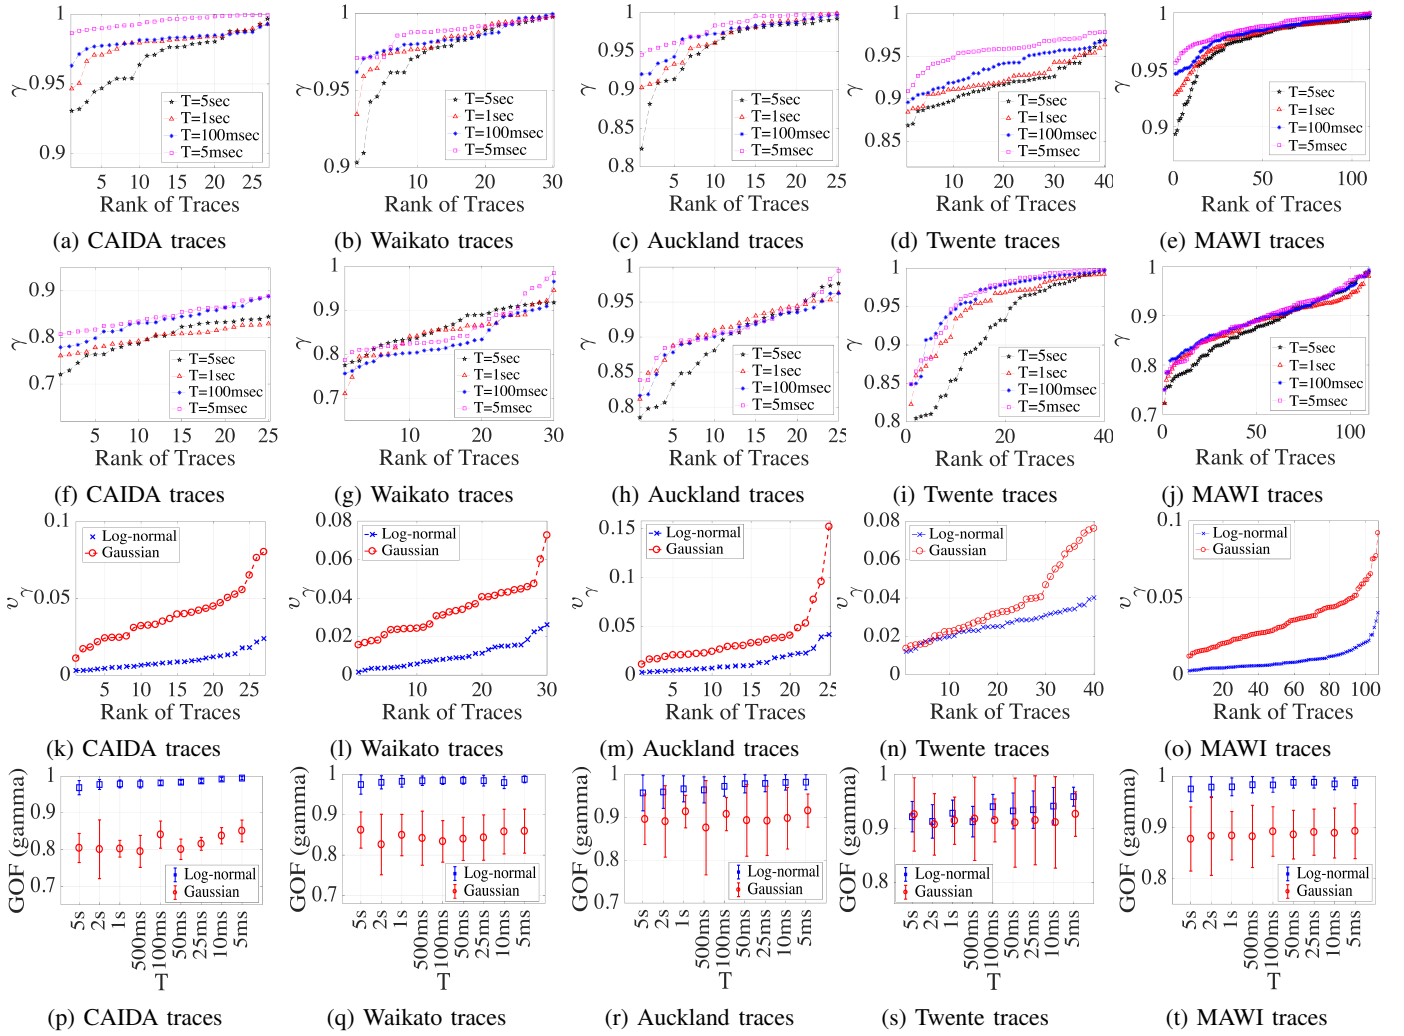 1
0.95
0.9
γ
5 10 15 20 25
Rank of Traces
T=5sec
T=1sec
T=100msec
T=5msec
(a) CAIDA traces
1
0.95
0.9
γ
10 20 30
Rank of Traces
T=5sec
T=1sec
T=100msec
T=5msec
(b) Waikato traces
1
0.95
0.9
0.85
0.8
γ
5 10 15 20 25
Rank of Traces
T=5sec
T=1sec
T=100msec
T=5msec
(c) Auckland traces
1
0.95
0.9
0.85
γ
10 20 30 40
Rank of Traces
T=5sec
T=1sec
T=100msec
T=5msec
(d) Twente traces
1
0.95
0.9
γ
0 50 100
Rank of Traces
T=5sec
T=1sec
T=100msec
T=5msec
(e) MAWI traces
0.9
0.8
0.7
γ
5 10 15 20 25
Rank of Traces
T=5sec
T=1sec
T=100msec
T=5msec
(f) CAIDA traces
1
0.9
0.8
0.7
γ
10 20 30
Rank of Traces
T=5sec
T=1sec
T=100msec
T=5msec
(g) Waikato traces
1
0.95
0.9
0.85
0.8
γ
5 10 15 20 25
Rank of Traces
T=5sec
T=1sec
T=100msec
T=5msec
(h) Auckland traces
1
0.95
0.9
0.85
0.8
γ
0 20 40
Rank of Traces
T=5sec
T=1sec
T=100msec
T=5msec
(i) Twente traces
1
0.9
0.8
0.7
γ
0 50 100
Rank of Traces
T=5sec
T=1sec
T=100msec
T=5msec
(j) MAWI traces
0.1
0.05
0
υγ
5 10 15 20 25
Rank of Traces
Log-normal
Gaussian
(k) CAIDA traces
0.08
0.06
0.04
0.02
0
υγ
10 20 30
Rank of Traces
Log-normal
Gaussian
(l) Waikato traces
0.15
0.1
0.05
0
υγ
5 10 15 20 25
Rank of Traces
Log-normal
Gaussian
(m) Auckland traces
0.08
0.06
0.04
0.02
0
υγ
10 20 30 40
Rank of Traces
Log-normal
Gaussian
(n) Twente traces
0.1
0.05
0
υγ
20 40 60 80 100
Rank of Traces
Log-normal
Gaussian
(o) MAWI traces
GOF (gamma)
1
0.9
0.8
0.7
Log-normal
Gaussian
5s 2s 1s 500ms 100ms 50ms 25ms 10ms 5ms
T
(p) CAIDA traces
GOF (gamma)
1
0.9
0.8
0.7
Log-normal
Gaussian
5s 2s 1s 500ms 100ms 50ms 25ms 10ms 5ms
T
(q) Waikato traces
GOF (gamma)
1
0.9
0.8
0.7
Log-normal
Gaussian
5s 2s 1s 500ms 100ms 50ms 25ms 10ms 5ms
T
(r) Auckland traces
GOF (gamma)
1
0.9
0.8
Log-normal
Gaussian
5s 2s 1s 500ms 100ms 50ms 25ms 10ms 5ms
T
(s) Twente traces
GOF (gamma)
1
0.9
0.8
Log-normal
Gaussian
5s 2s 1s 500ms 100ms 50ms 25ms 10ms 5ms
T
(t) MAWI traces